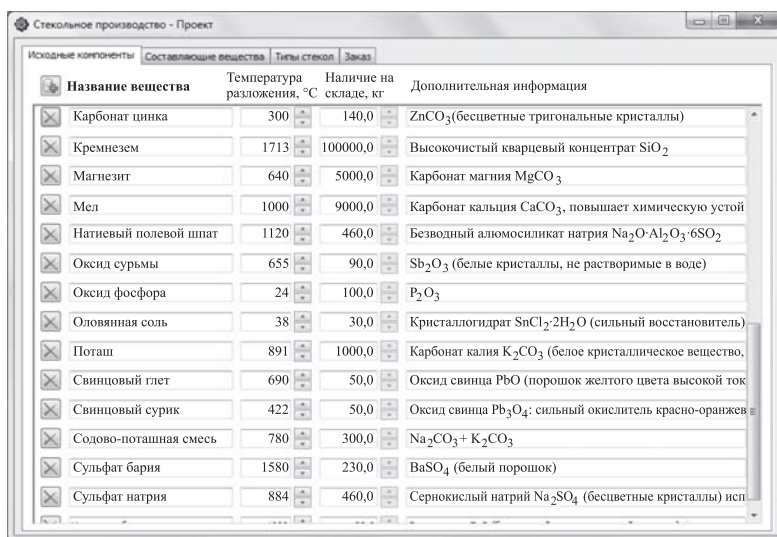 Стекольное производство - Проект
Исходные компоненты Составляющие вещества Типы стекол Заказ
Название вещества Температура разложения, °C Наличие на складе, кг Дополнительная информация
Карбонат цинка 300 140,0 ZnCO3(бесцветные тригональные кристаллы)
Кремнезем 1713 100000,0 Высокочистый кварцевый концентрат SiO2
Магнезит 640 5000,0 Карбонат магния MgCO3
Мел 1000 9000,0 Карбонат кальция CaCO3, повышает химическую устой
Натиевый полевой шпат 1120 460,0 Безводный алюмосиликат натрия Na2O·Al2O3·6SO2
Оксид сурьмы 655 90,0 Sb2O3 (белые кристаллы, не растворимые в воде)
Оксид фосфора 24 100,0 P2O3
Оловянная соль 38 30,0 Кристаллогидрат SnCl2·2H2O (сильный восстановитель)
Поташ 891 1000,0 Карбонат калия K2CO3 (белое кристаллическое вещество,
Свинцовый глет 690 50,0 Оксид свинца PbO (порошок желтого цвета высокой ток
Свинцовый сурик 422 50,0 Оксид свинца Pb3O4: сильный окислитель красно-оранжев
Содово-поташная смесь 780 300,0 Na2CO3+ K2CO3
Сульфат бария 1580 230,0 BaSO4 (белый порошок)
Сульфат натрия 884 460,0 Сернокислый натрий Na2SO4 (бесцветные кристаллы) исп